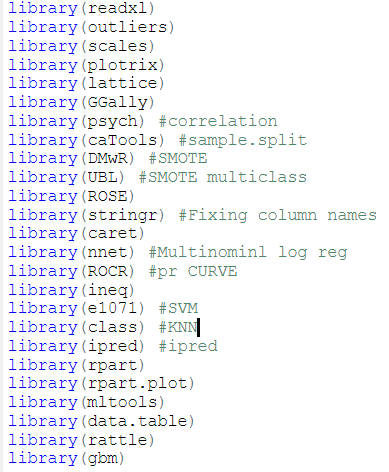 library(readxl)
library(outliers)
library(scales)
library(plotrix)
library(lattice)
library(GGally)
library(psych) #correlation
library(caTools) #sample.split
library(DMwR) #SMOTE
library(UBL) #SMOTE multiclass
library(ROSE)
library(stringr) #Fixing column names
library(caret)
library(nnet) #Multinominl log reg
library(ROCR) #pr CURVE
library(ineq)
library(e1071) #SVM
library(class) #KNN
library(ipred) #ipred
library(rpart)
library(rpart.plot)
library(mltools)
library(data.table)
library(rattle)
library(gbm)